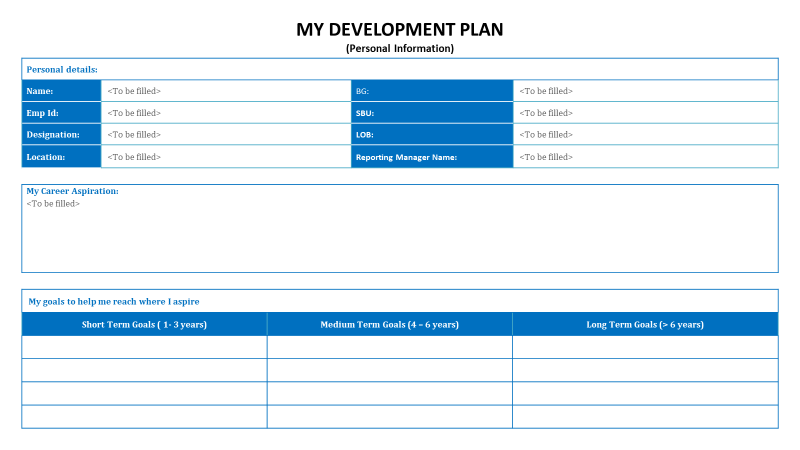 MY DEVELOPMENT PLAN
(Personal Information)
Personal details:
Name: <To be filled> BG: <To be filled>
Emp Id: <To be filled> SBU: <To be filled>
Designation: <To be filled> LOB: <To be filled>
Location: <To be filled> Reporting Manager Name: <To be filled>
My Career Aspiration:
<To be filled>
My goals to help me reach where I aspire
Short Term Goals ( 1- 3 years) Medium Term Goals (4 – 6 years) Long Term Goals (> 6 years)